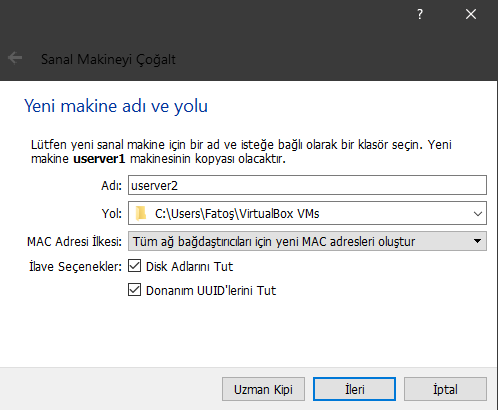 ?
Sanal Makineyi Çoğalt
Yeni makine adı ve yolu
Lütfen yeni sanal makine için bir ad ve isteğe bağlı olarak bir klasör seçin. Yeni
makine userver1 makinesinin kopyası olacaktır.
Adı: userver2
Yol: C:\Users\Fatoş\VirtualBox VMs
MAC Adresi İlkesi: Tüm ağ bağdaştırıcıları için yeni MAC adresleri oluştur
İlave Seçenekler: Disk Adlarını Tut
Donanım UUID'lerini Tut
Uzman Kipi İleri İptal